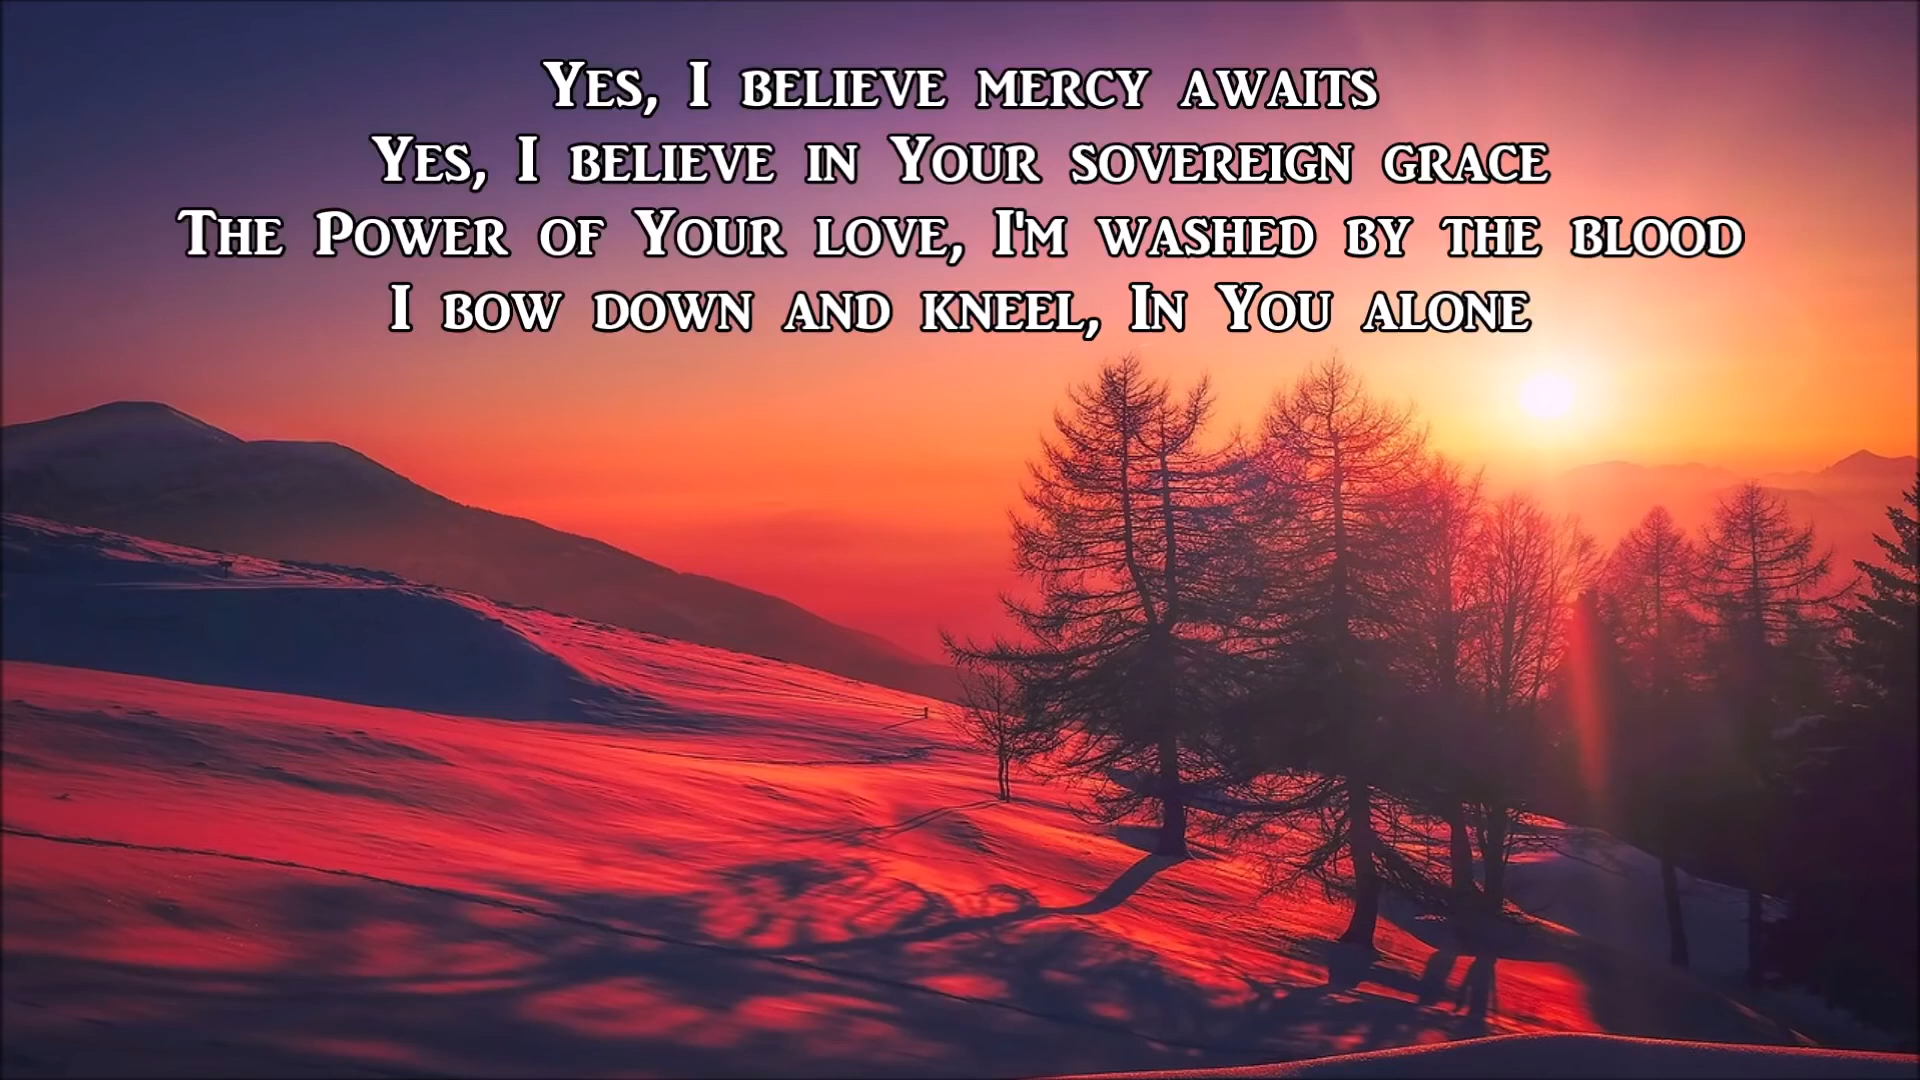 Yes, I believe mercy awaits
Yes, I believe in Your sovereign grace
The Power of Your love, I'm washed by the blood
I bow down and kneel, In You alone